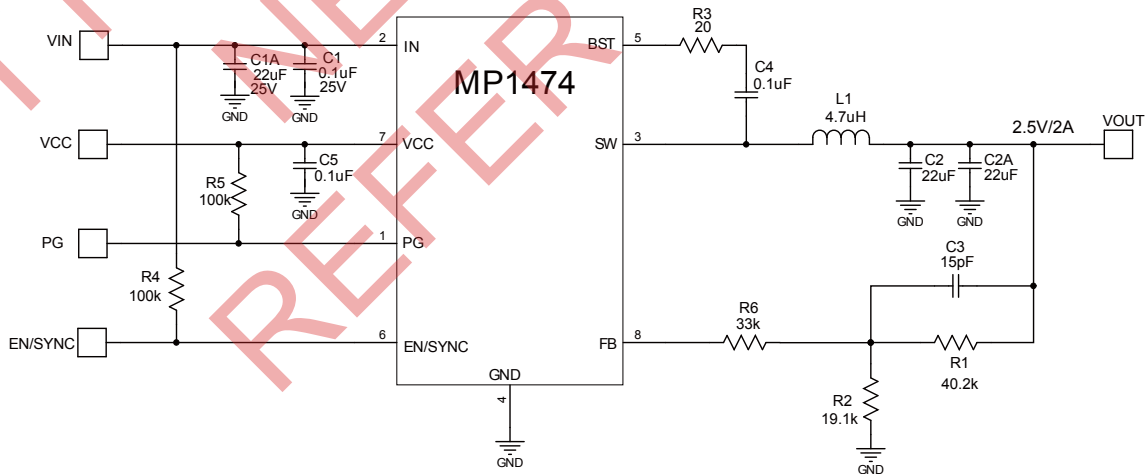 VIN
2
IN
C1A
22uF
25V
GND
C1
0.1uF
25V
GND
MP1474
BST
5
R3
20
C4
0.1uF
VCC
7
VCC
C5
0.1uF
GND
R5
100k
SW
3
L1
4.7uH
2.5V/2A
VOUT
C2
22uF
GND
C2A
22uF
GND
PG
1
PG
R4
100k
EN/SYNC
6
EN/SYNC
GND
4
GND
FB
8
R6
33k
C3
15pF
R1
40.2k
R2
19.1k
GND
REFER